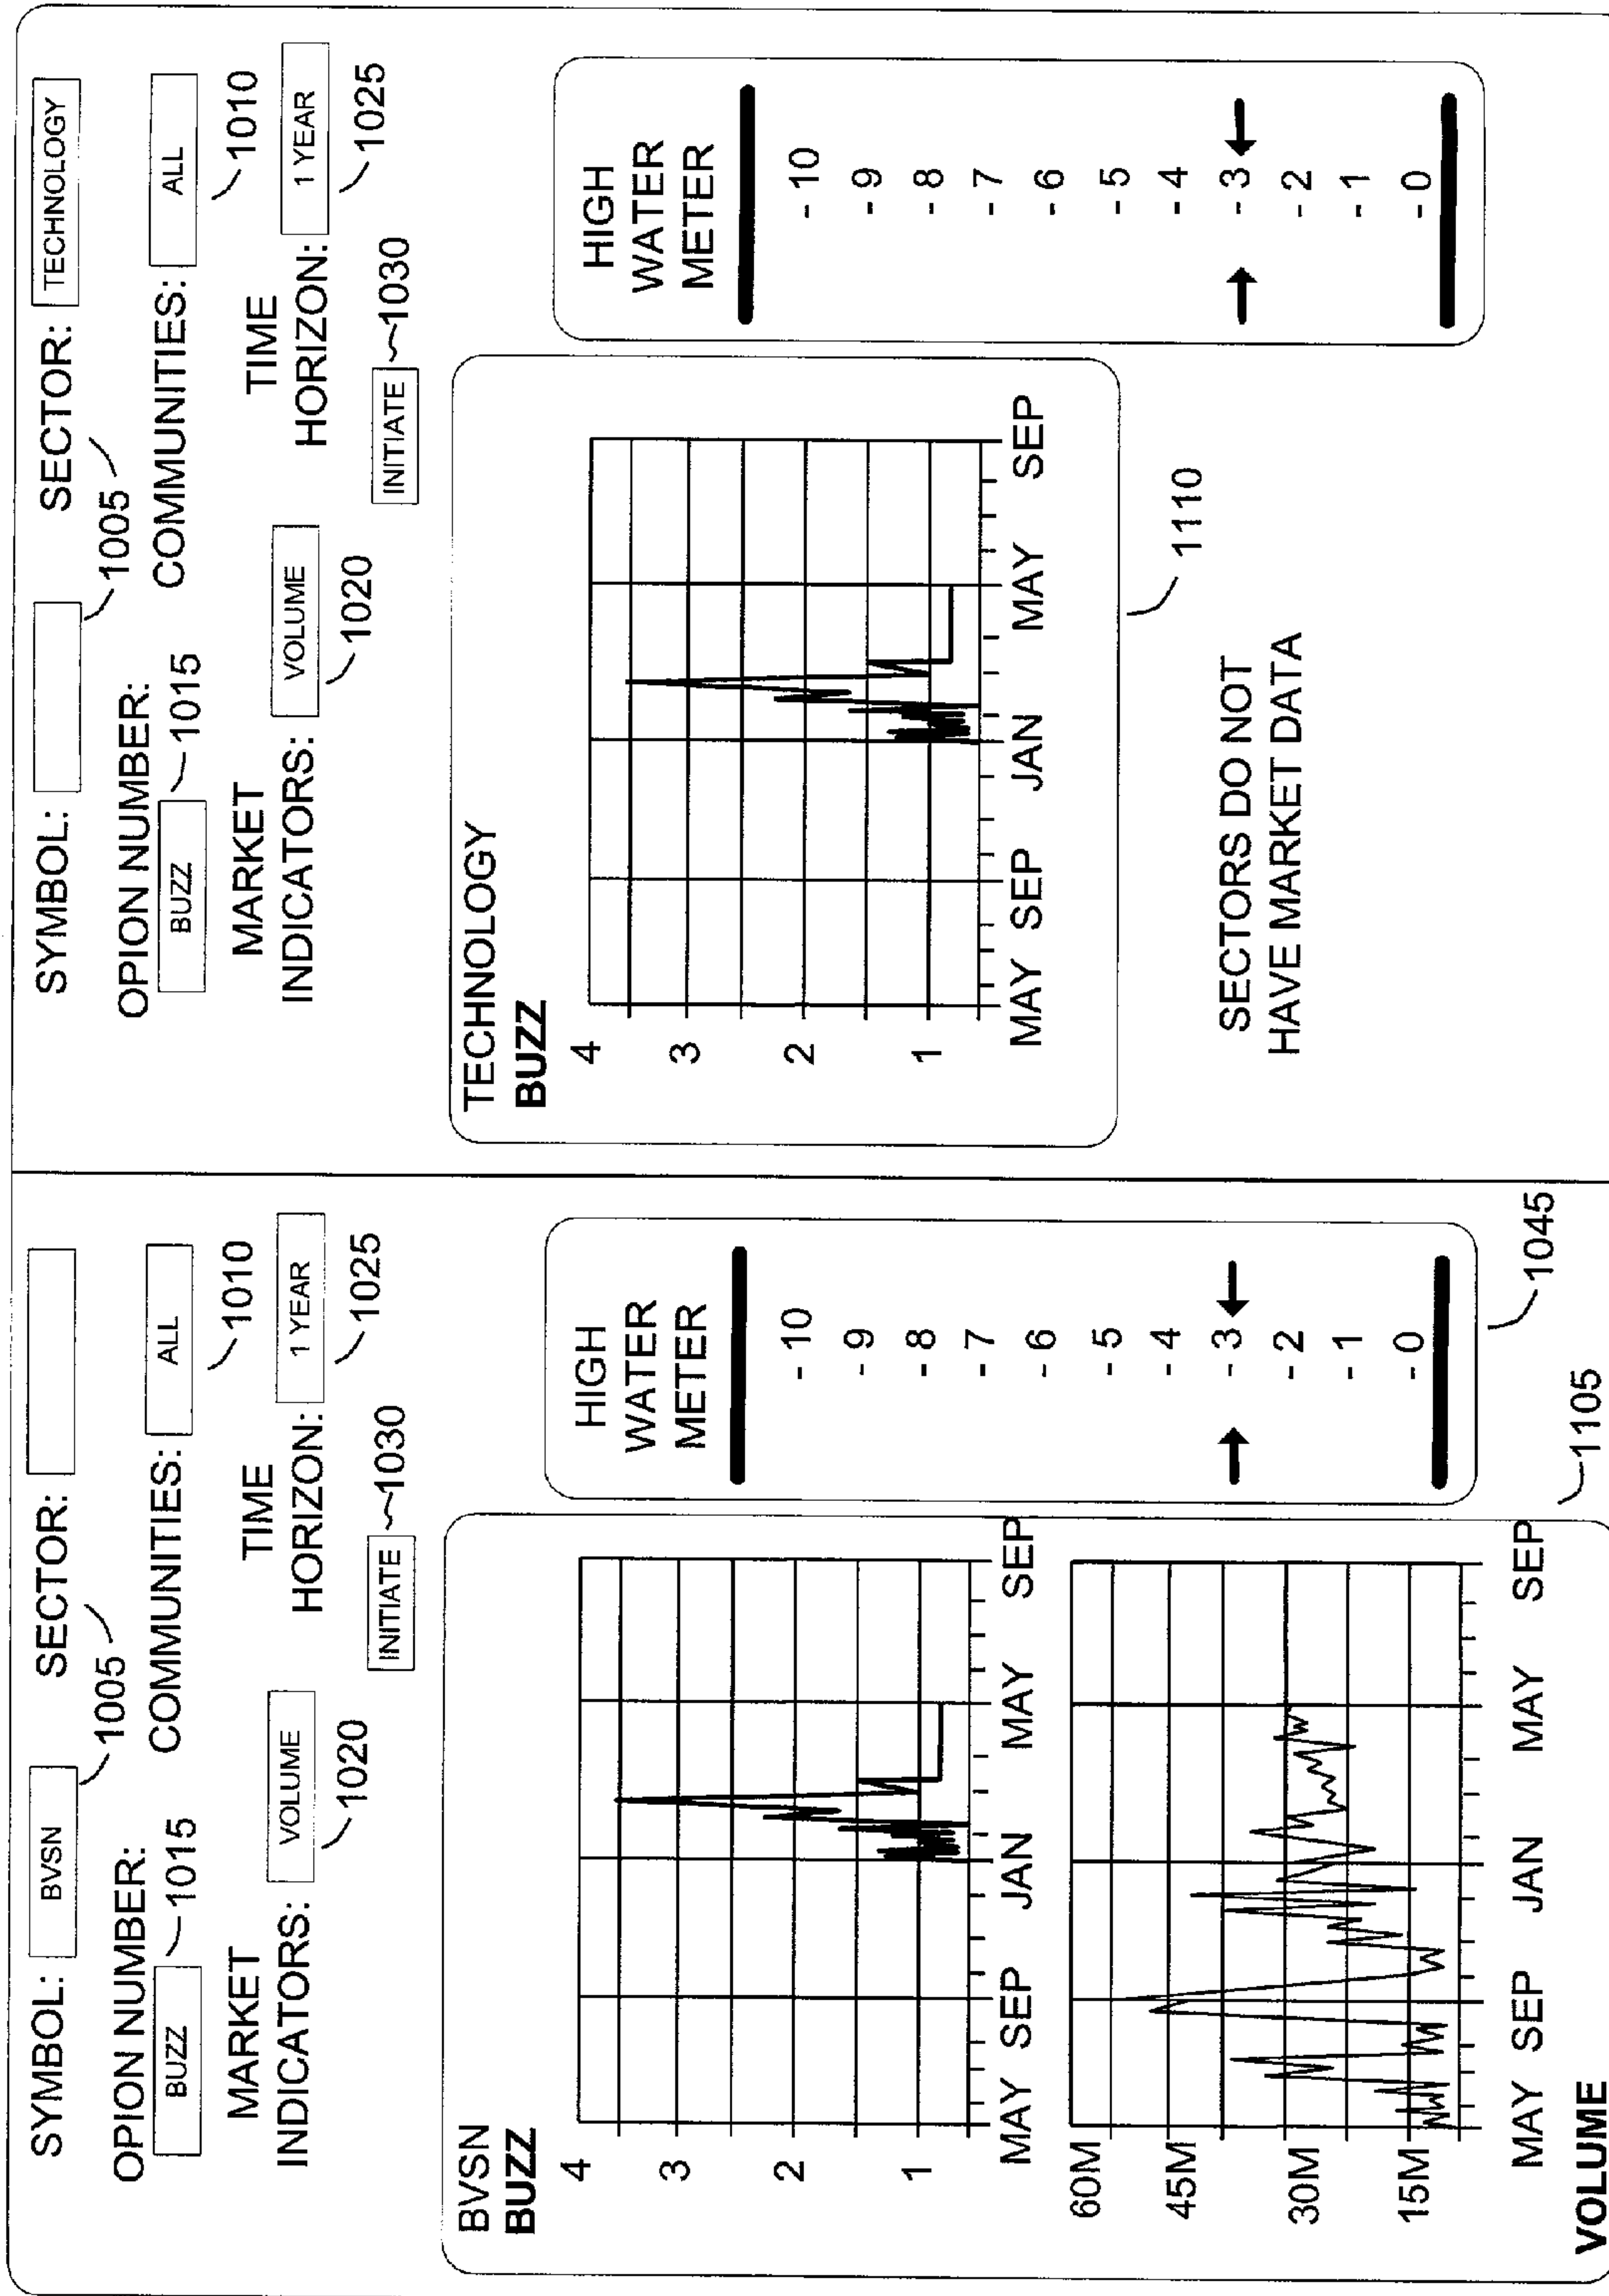 SYMBOL: BVSN SECTOR:
1005
OPION NUMBER: COMMUNITIES: ALL
BUZZ 1015 1010
MARKET TIME
INDICATORS: VOLUME HORIZON: 1 YEAR
1020 1025
INITIATE 1030
BVSN
BUZZ
4
3
2
1
MAY SEP JAN MAY SEP
60M
45M
30M
15M
MAY SEP JAN MAY SEP
VOLUME
HIGH
WATER
METER
- 10
- 9
- 8
- 7
- 6
- 5
- 4
- 3
- 2
- 1
- 0
1045
1105
SYMBOL: SECTOR: TECHNOLOGY
1005
OPION NUMBER: COMMUNITIES: ALL
BUZZ 1015 1010
MARKET TIME
INDICATORS: VOLUME HORIZON: 1 YEAR
1020 1025
INITIATE 1030
TECHNOLOGY
BUZZ
4
3
2
1
MAY SEP JAN MAY SEP
1110
SECTORS DO NOT
HAVE MARKET DATA
HIGH
WATER
METER
- 10
- 9
- 8
- 7
- 6
- 5
- 4
- 3
- 2
- 1
- 0